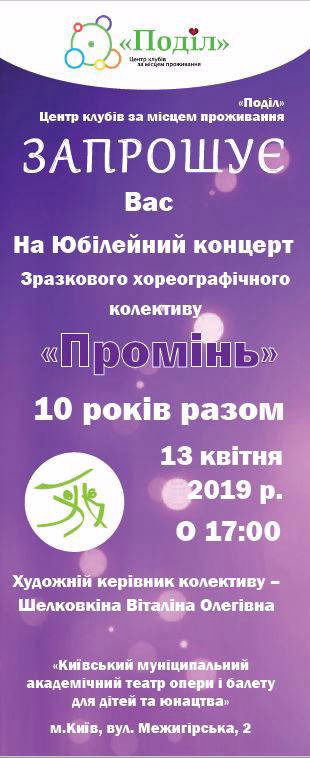 «Поділ»
Центр клубів
за місцем проживання
«Поділ»
Центр клубів за місцем проживання
ЗАПРОШУЄ
Вас
На Юбілейний концерт
Зразкового хореографічного
колективу
«Промінь»
10 років разом
13 квітня
2019 р.
О 17:00
Художній керівник колективу –
Шелковкіна Віталіна Олегівна
«Київський муніципальний
академічний театр опери і балету
для дітей та юнацтва»
м.Київ, вул. Межигірська, 2